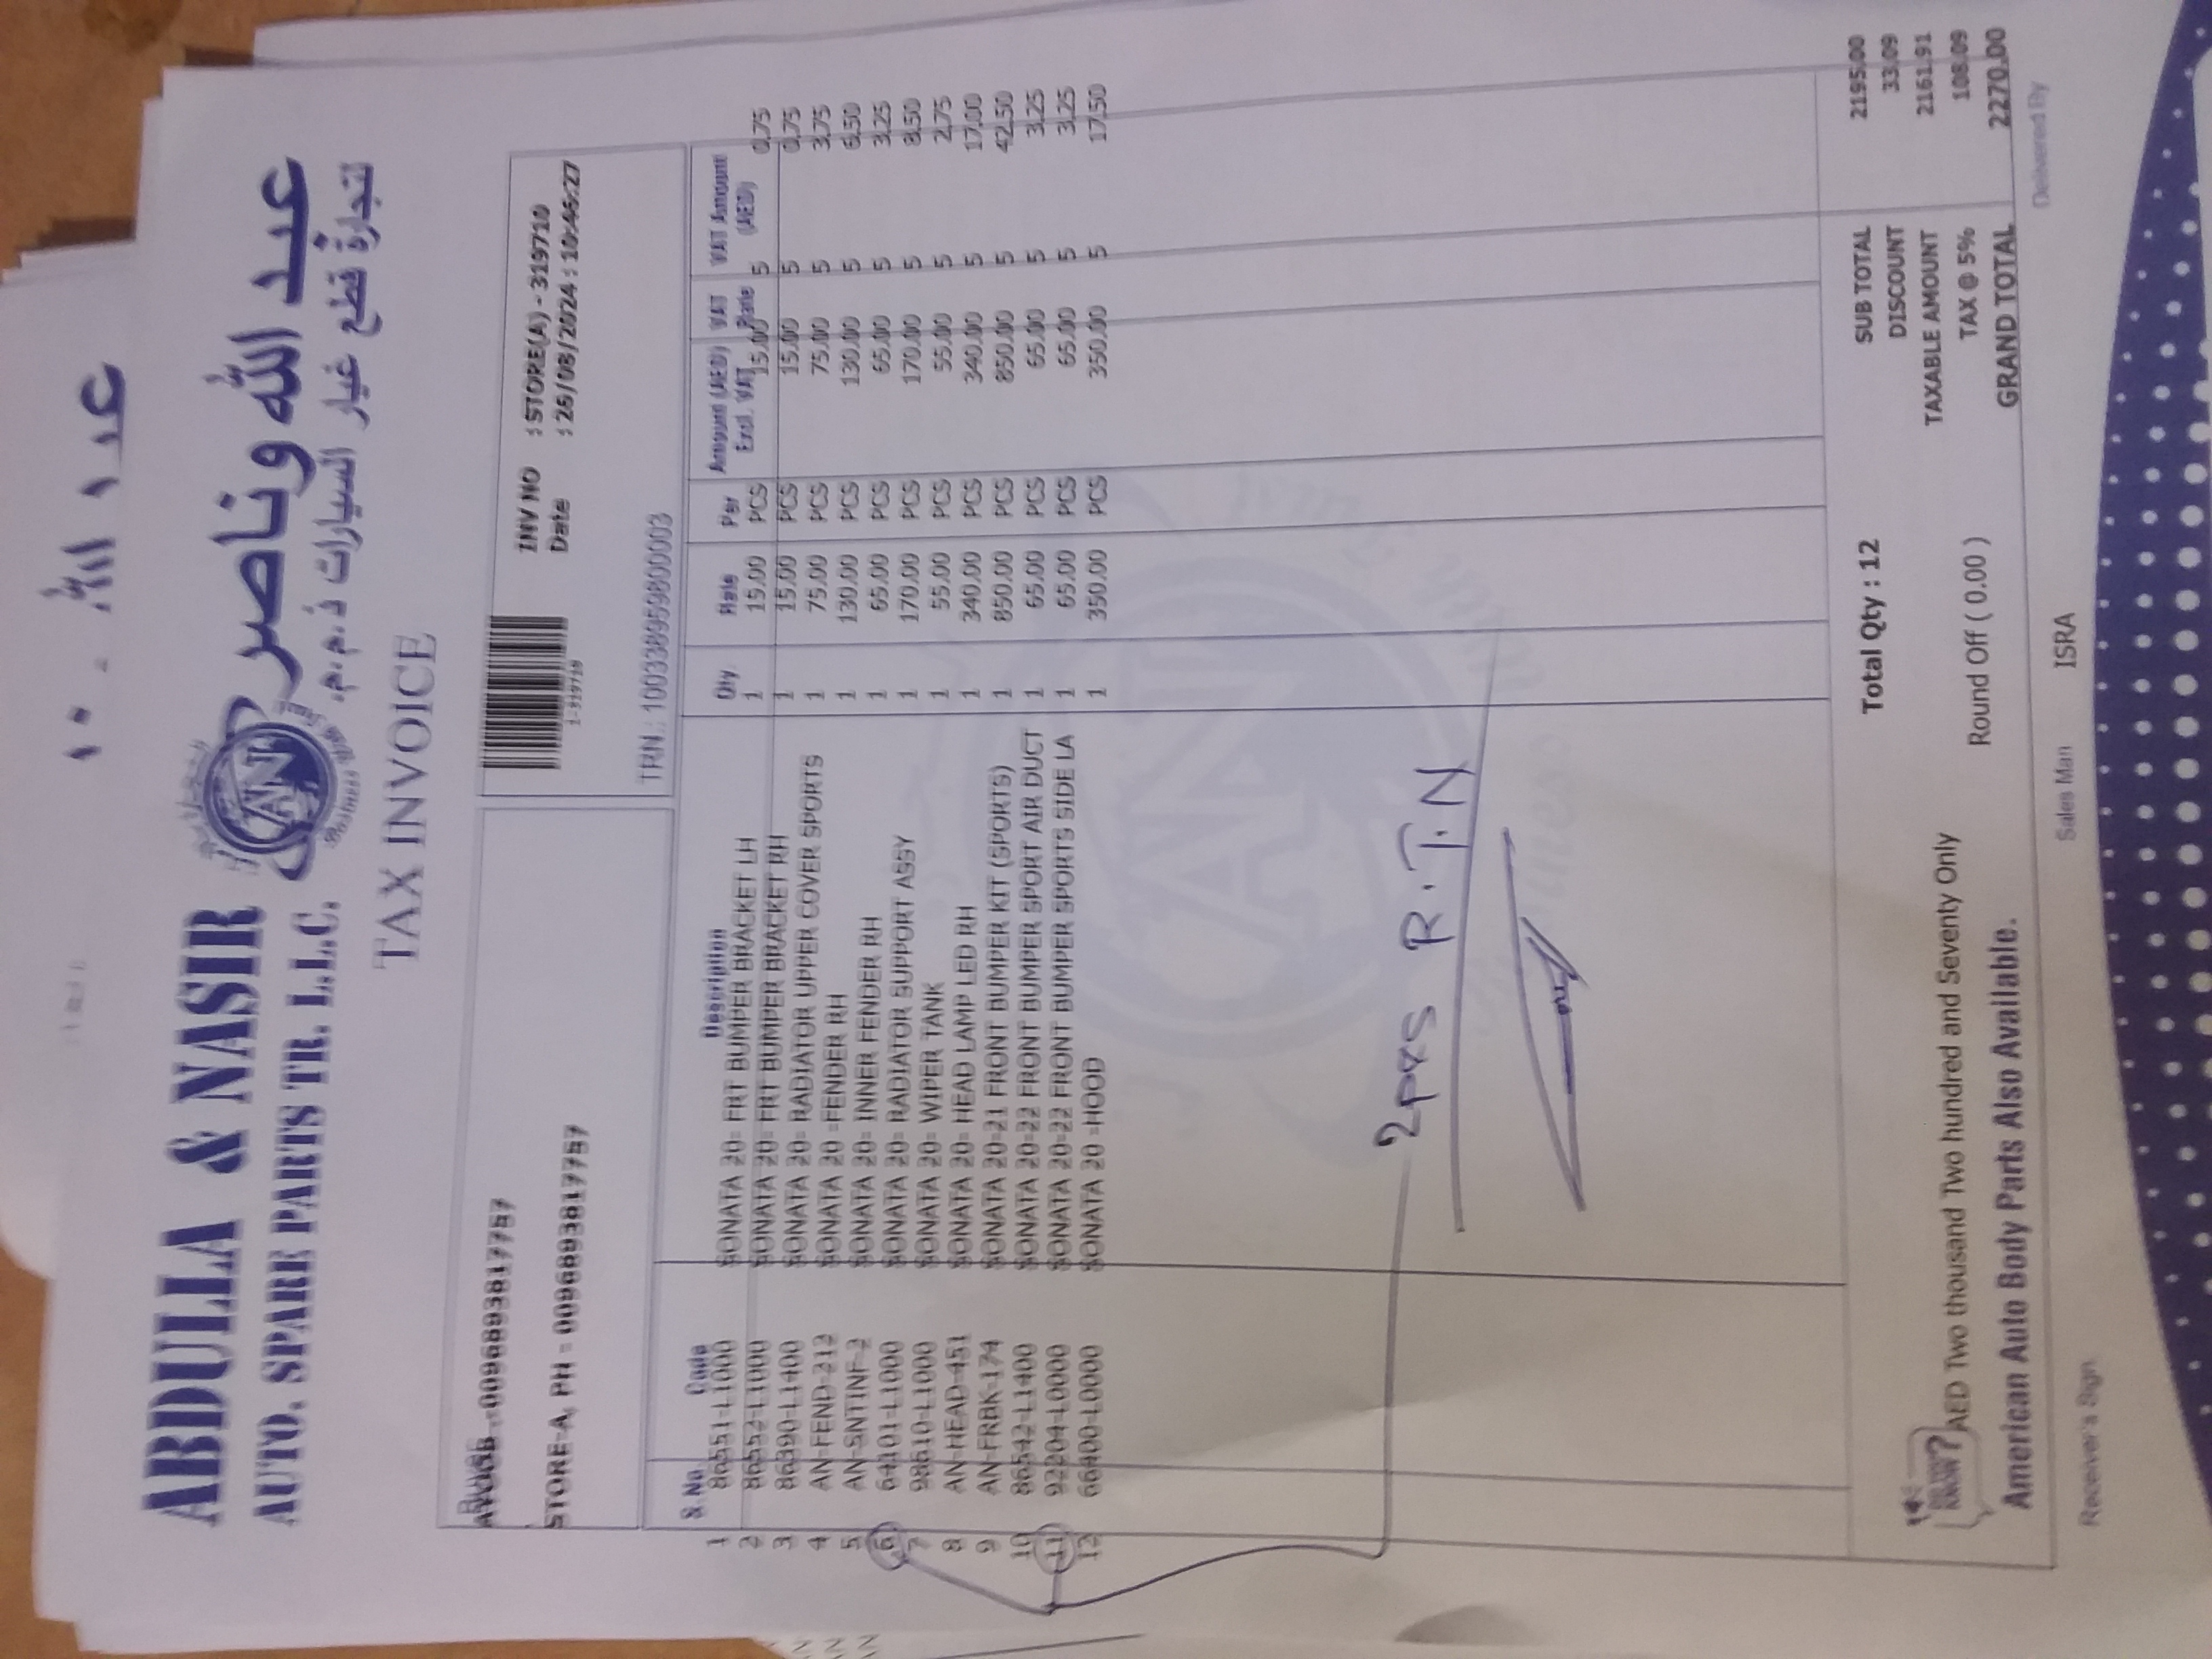 ABDULLA & NASIR
عبد الله وناصر
AUTO. SPARE PARTS TR. L.L.C.
لتجارة قطع غيار السيارات ذ.م.م.
AN
TAX INVOICE
INV NO : STORE(A) - 319710
Date : 26/08/2024 : 10:46:27
STORE-A, PH = 0096893817757
TRN.: 100338959800003
S.No. Code Description Qty Rate Per Amount (AED) Excl. VAT VAT Rate VAT Amount (AED)
1 86551-L1000 SONATA 20= FRT BUMPER BRACKET LH 1 15.00 PCS 15.00 5 0.75
2 86552-L1000 SONATA 20= FRT BUMPER BRACKET RH 1 15.00 PCS 15.00 5 0.75
3 86390-L1400 SONATA 20= RADIATOR UPPER COVER SPORTS 1 75.00 PCS 75.00 5 3.75
4 AN-FEND-212 SONATA 20 =FENDER RH 1 130.00 PCS 130.00 5 6.50
5 AN-SNTINF-2 SONATA 20= INNER FENDER RH 1 65.00 PCS 65.00 5 3.25
6 64101-L1000 SONATA 20= RADIATOR SUPPORT ASSY 1 170.00 PCS 170.00 5 8.50
7 98610-L1000 SONATA 20= WIPER TANK 1 55.00 PCS 55.00 5 2.75
8 AN-HEAD-451 SONATA 20= HEAD LAMP LED RH 1 340.00 PCS 340.00 5 17.00
9 AN-FRBK-174 SONATA 20=21 FRONT BUMPER KIT (SPORTS) 1 850.00 PCS 850.00 5 42.50
10 86542-L1400 SONATA 20=22 FRONT BUMPER SPORT AIR DUCT 1 65.00 PCS 65.00 5 3.25
11 92204-L0000 SONATA 20=22 FRONT BUMPER SPORTS SIDE LA 1 65.00 PCS 65.00 5 3.25
12 66400-L0000 SONATA 20 =HOOD 1 350.00 PCS 350.00 5 17.50
2pcs R.T.N
Total Qty : 12
SUB TOTAL 2195.00
DISCOUNT 33.09
TAXABLE AMOUNT 2161.91
TAX @ 5% 108.09
GRAND TOTAL 2270.00
AED Two thousand Two hundred and Seventy Only
Round Off ( 0.00 )
DID YOU KNOW?
American Auto Body Parts Also Available.
Receiver's Sign Sales Man ISRA Delivered By